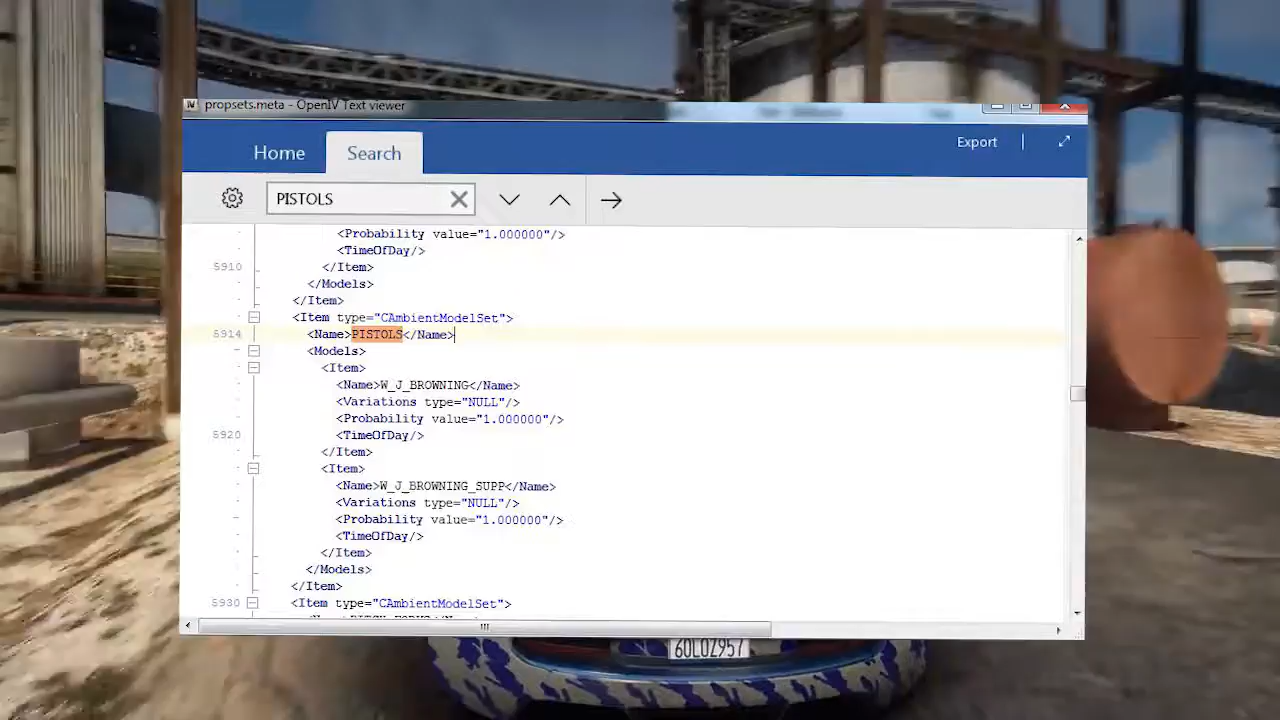 propsets.meta - OpenIV Text viewer
Home
Search
Export
PISTOLS
<Probability value="1.000000"/>
<TimeOfDay/>
5910
</Item>
</Models>
</Item>
<Item type="CAmbientModelSet">
5914
<Name>PISTOLS</Name>
<Models>
<Item>
<Name>W_J_BROWNING</Name>
<Variations type="NULL"/>
<Probability value="1.000000"/>
5920
<TimeOfDay/>
</Item>
<Item>
<Name>W_J_BROWNING_SUPP</Name>
<Variations type="NULL"/>
<Probability value="1.000000"/>
<TimeOfDay/>
</Item>
</Models>
</Item>
5930
<Item type="CAmbientModelSet">
60LOZ957